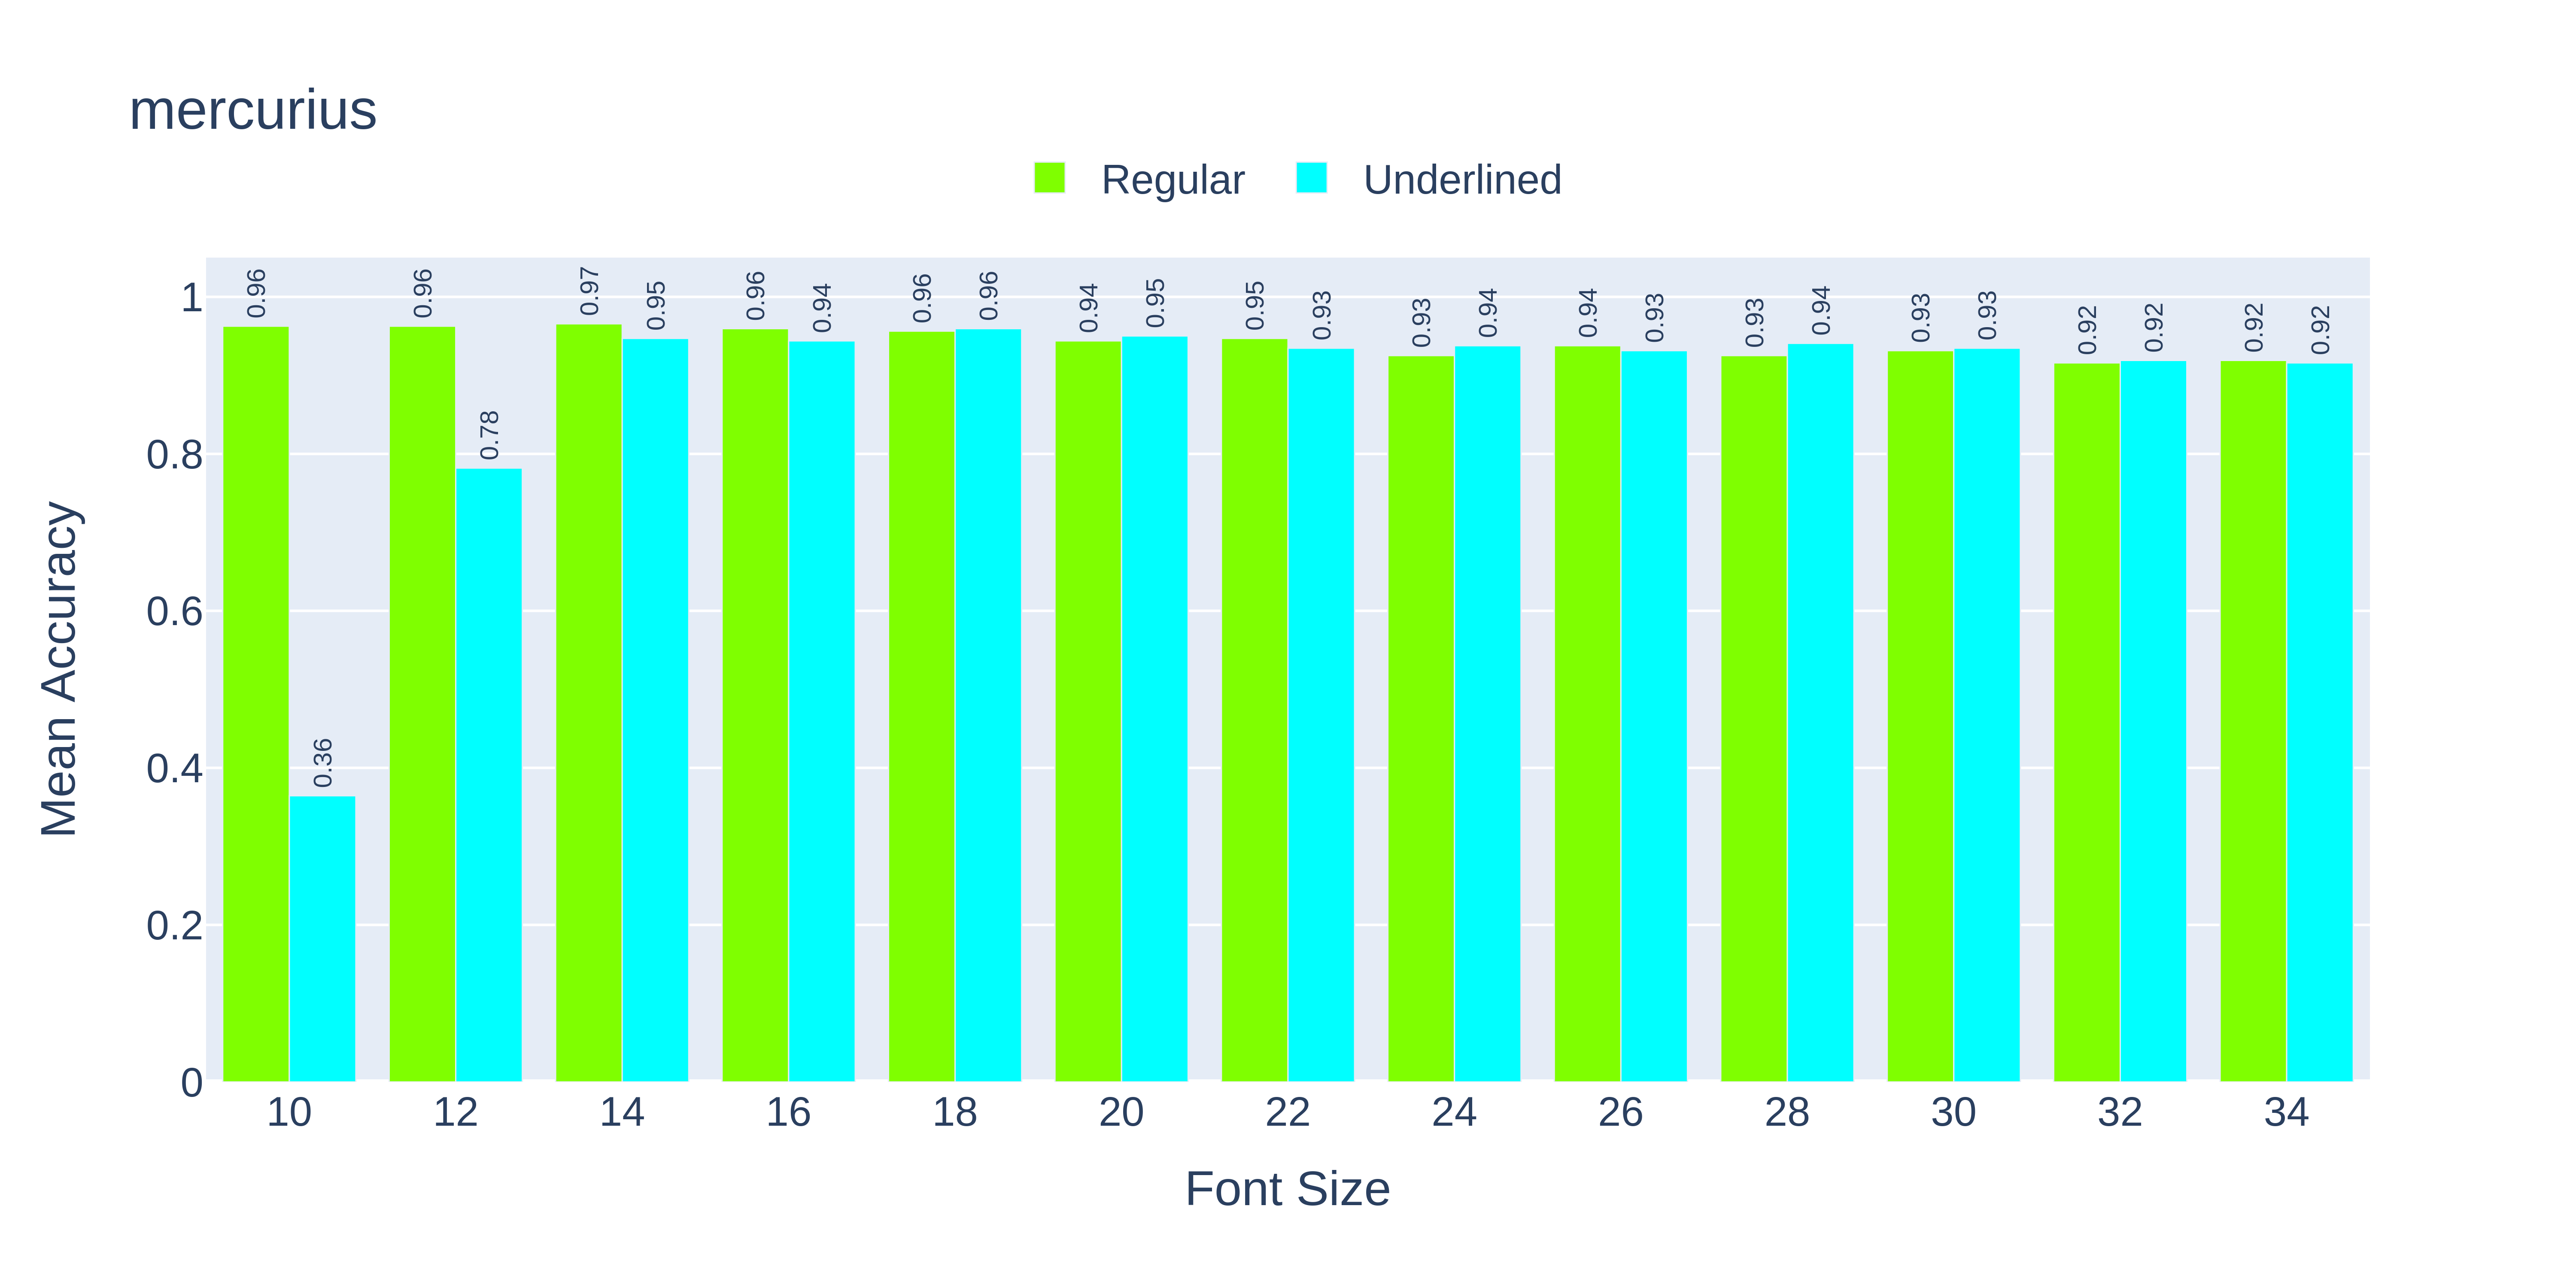 mercurius
Regular Underlined
0.96 0.36 0.96 0.78 0.97 0.95 0.96 0.94 0.96 0.96 0.94 0.95 0.95 0.93 0.93 0.94 0.94 0.93 0.93 0.94 0.93 0.93 0.92 0.92 0.92 0.92
1
0.8
0.6
0.4
0.2
0
Mean Accuracy
10 12 14 16 18 20 22 24 26 28 30 32 34
Font Size